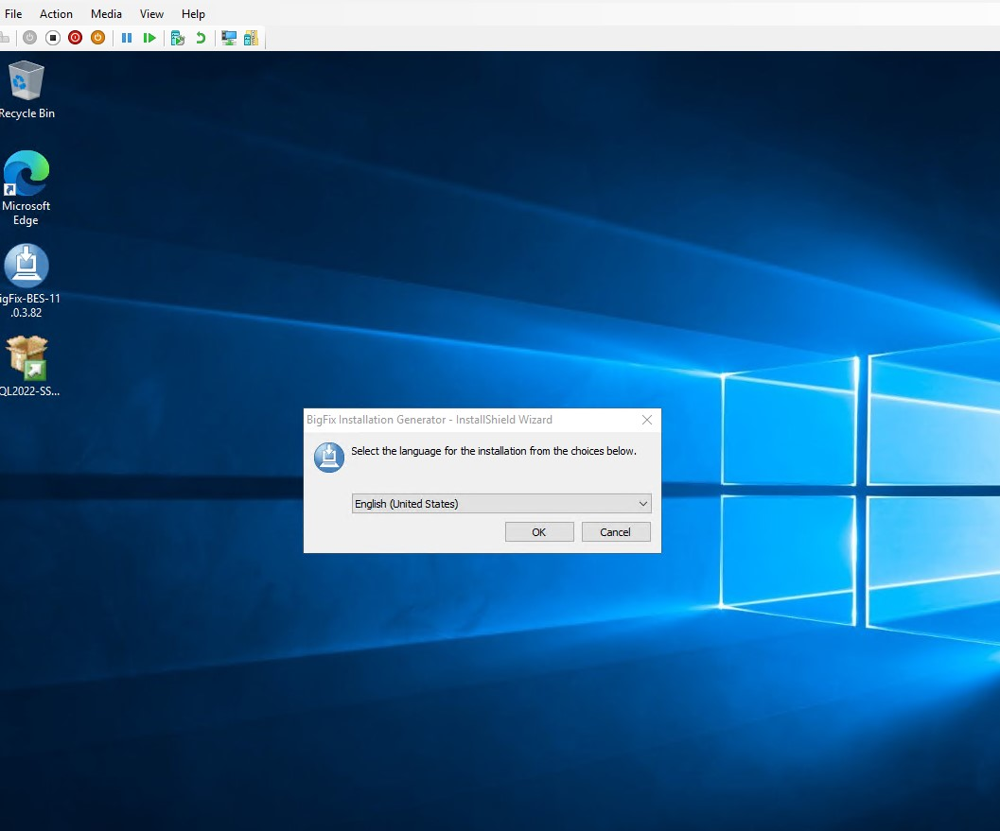 File Action Media View Help
Recycle Bin
Microsoft
Edge
igFix-BES-11
.0.3.82
QL2022-SS...
BigFix Installation Generator - InstallShield Wizard
Select the language for the installation from the choices below.
English (United States)
OK Cancel